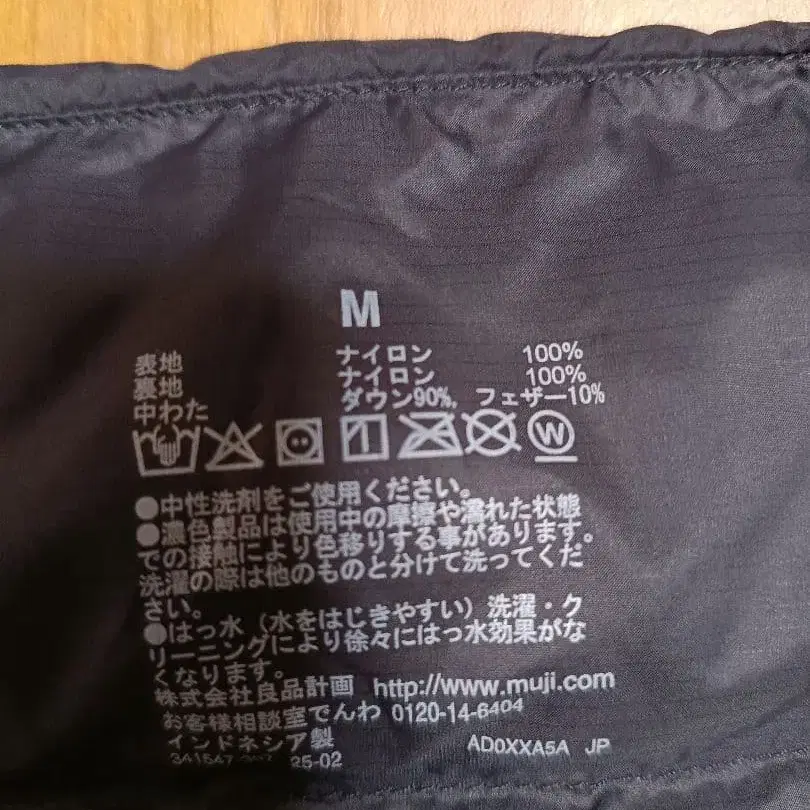 M
表地 ナイロン 100%
裏地 ナイロン 100%
中わた ダウン90%, フェザー10%
W
●中性洗剤をご使用ください。
●濃色製品は使用中の摩擦や濡れた状態
での接触により色移りする事があります。
洗濯の際は他のものと分けて洗ってくだ
さい。
●はっ水（水をはじきやすい）洗濯・ク
リーニングにより徐々にはっ水効果がな
くなります。
株式会社良品計画 http://www.muji.com
お客様相談室でんわ 0120-14-6404
インドネシア製 AD0XXA5A JP
25-02